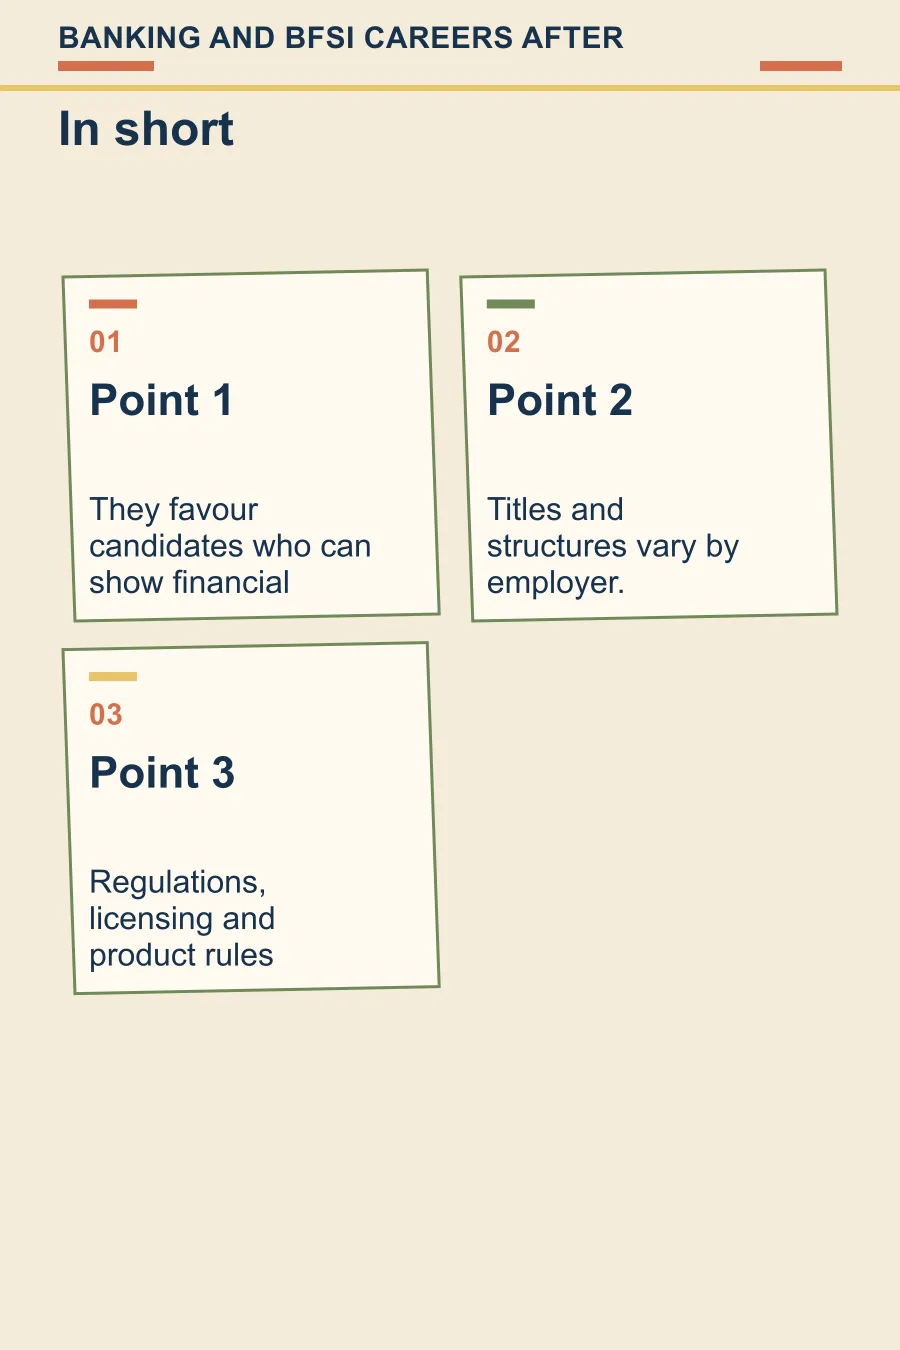 BANKING AND BFSI CAREERS AFTER
In short
01
Point 1
They favour
candidates who can
show financial
02
Point 2
Titles and
structures vary by
employer.
03
Point 3
Regulations,
licensing and
product rules